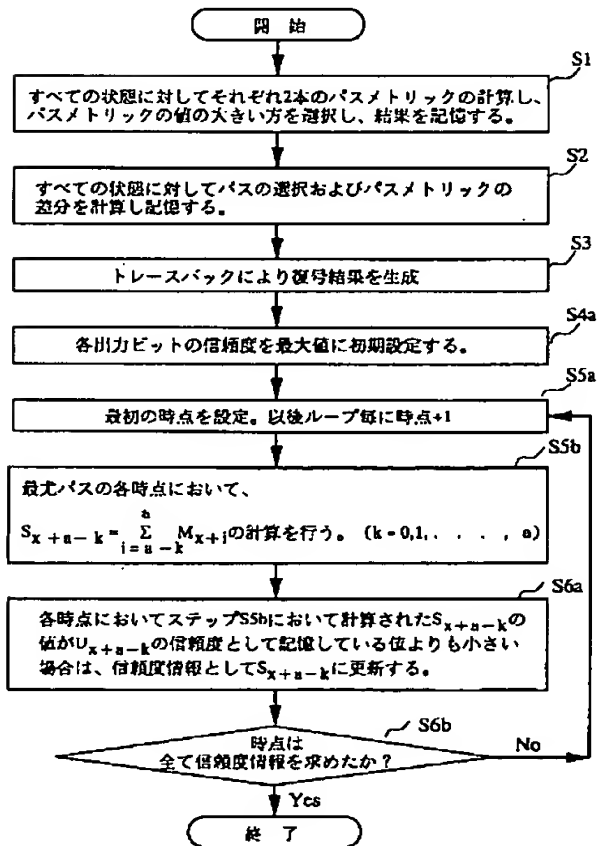 開 始
S1
すべての状態に対してそれぞれ2本のパスメトリックの計算し、
パスメトリックの値の大きい方を選択し、結果を記憶する。
S2
すべての状態に対してパスの選択およびパスメトリックの
差分を計算し記憶する。
S3
トレースバックにより復号結果を生成
S4a
各出力ビットの信頼度を最大値に初期設定する。
S5a
最初の時点を設定。以後ループ毎に時点+1
S5b
最尤パスの各時点において、
a
S x + a - k = Σ M x + i の計算を行う。 (k = 0,1, . . . . , a)
i = a - k
S6a
各時点においてステップS5bにおいて計算されたS x + a - k の
値がU x + a - k の信頼度として記憶している値よりも小さい
場合は、信頼度情報としてS x + a - k に更新する。
S6b
時点は
全て信頼度情報を求めたか?
No
Yes
終 了